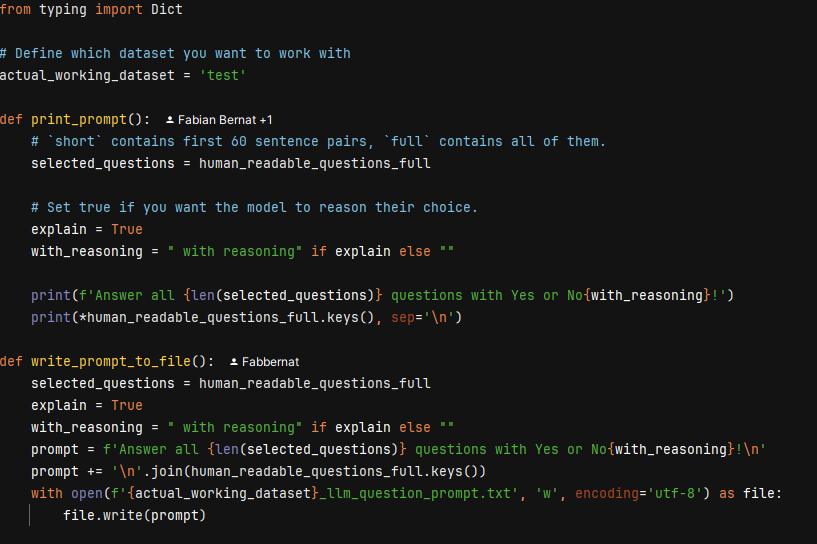 from typing import Dict
# Define which dataset you want to work with
actual_working_dataset = 'test'
def print_prompt():  Fabian Bernat +1
    # `short` contains first 60 sentence pairs, `full` contains all of them.
    selected_questions = human_readable_questions_full
    # Set true if you want the model to reason their choice.
    explain = True
    with_reasoning = " with reasoning" if explain else ""
    print(f'Answer all {len(selected_questions)} questions with Yes or No{with_reasoning}!')
    print(*human_readable_questions_full.keys(), sep='\n')
def write_prompt_to_file():  Fabbernat
    selected_questions = human_readable_questions_full
    explain = True
    with_reasoning = " with reasoning" if explain else ""
    prompt = f'Answer all {len(selected_questions)} questions with Yes or No{with_reasoning}!\n'
    prompt += '\n'.join(human_readable_questions_full.keys())
    with open(f'{actual_working_dataset}_llm_question_prompt.txt', 'w', encoding='utf-8') as file:
        file.write(prompt)